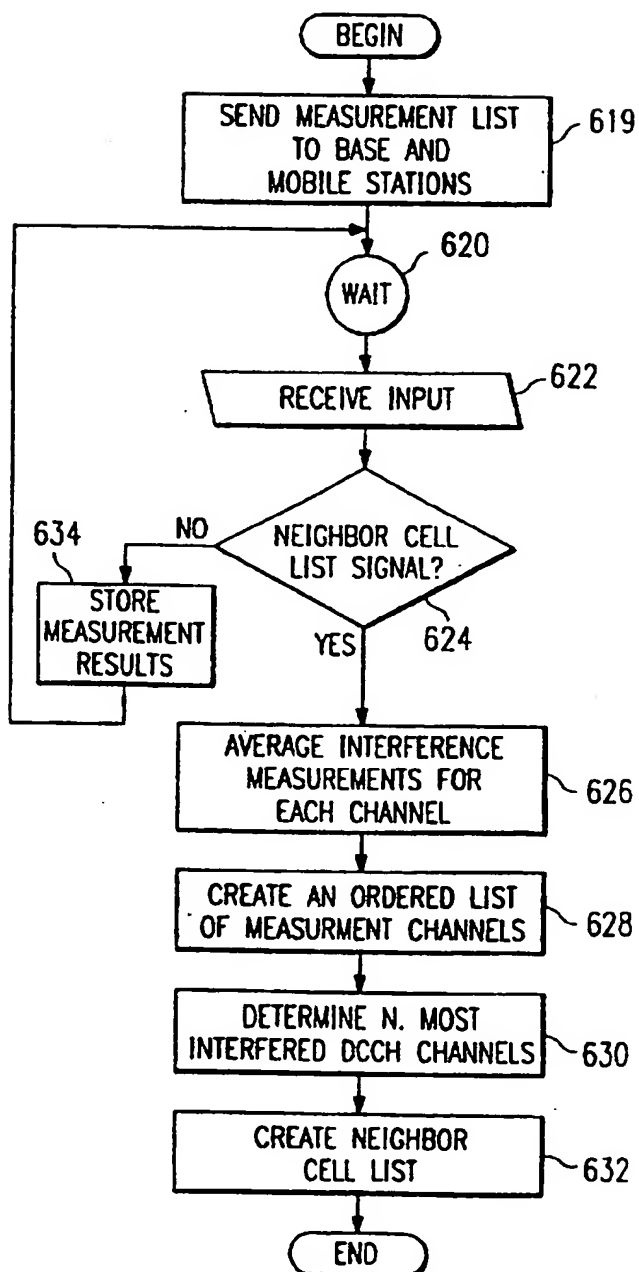 BEGIN
SEND MEASUREMENT LIST
TO BASE AND
MOBILE STATIONS
619
620
WAIT
RECEIVE INPUT
622
NEIGHBOR CELL
LIST SIGNAL?
624
NO
634
STORE
MEASUREMENT
RESULTS
YES
AVERAGE INTERFERENCE
MEASUREMENTS FOR
EACH CHANNEL
626
CREATE AN ORDERED LIST
OF MEASURMENT CHANNELS
628
DETERMINE N. MOST
INTERFERED DCCH CHANNELS
630
CREATE NEIGHBOR
CELL LIST
632
END